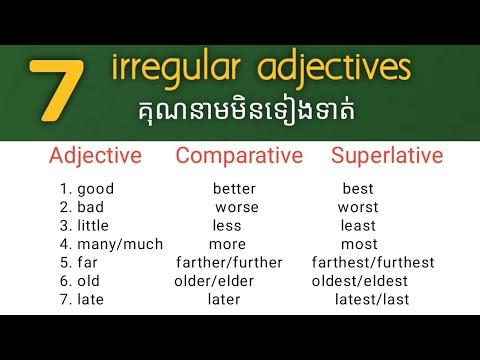 7 irregular adjectives
គុណនាមមិនទៀងទាត់
Adjective Comparative Superlative
1. good better best
2. bad worse worst
3. little less least
4. many/much more most
5. far farther/further farthest/furthest
6. old older/elder oldest/eldest
7. late later latest/last